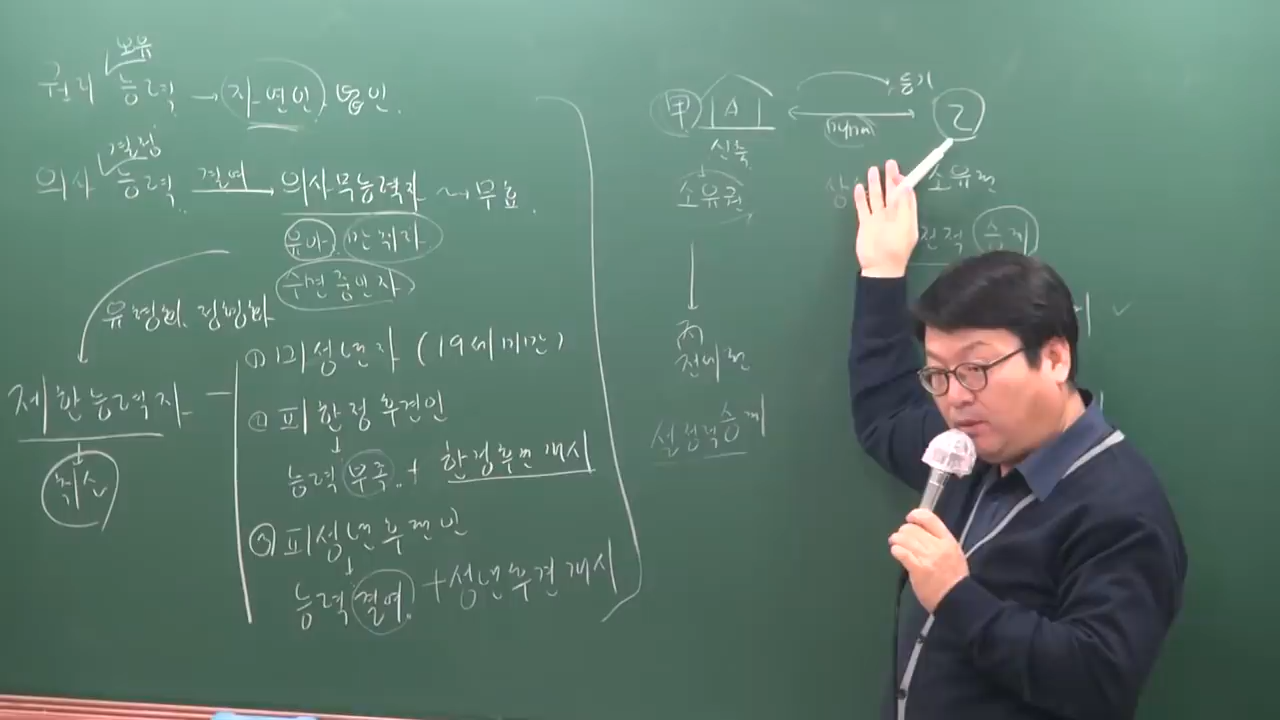 보유
권리 능력 → 자연인, 법인.
결정
의사 능력 결여 → 의사무능력자 → 무효.
유아. 만취자
수면중인자
유형화, 정형화
제한능력자
취소
① 미성년자 (19세미만)
② 피한정후견인
능력 부족. + 한정후견 개시
③ 피성년후견인
능력 결여. + 성년후견개시
甲 A 등기 乙
매매
신축
소유권
소유권
전적 승계
전세권
설정적승계